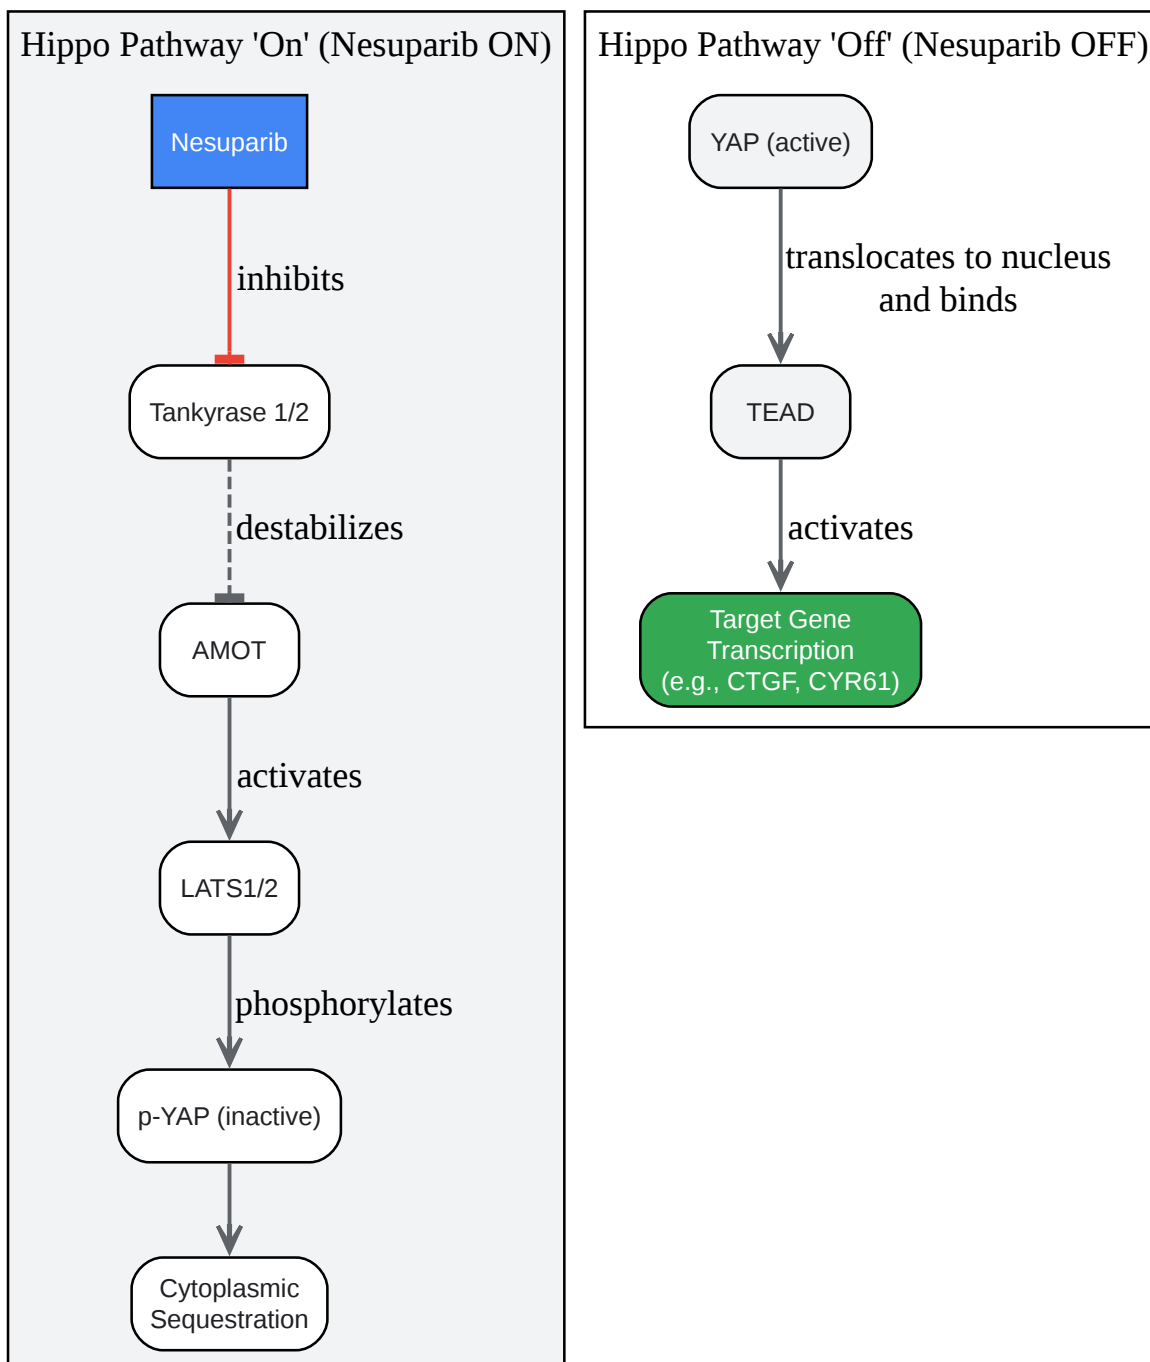 Hippo Pathway 'On' (Nesuparib ON)
Nesuparib
inhibits
Tankyrase 1/2
destabilizes
AMOT
activates
LATS1/2
phosphorylates
p-YAP (inactive)
Cytoplasmic
Sequestration
Hippo Pathway 'Off' (Nesuparib OFF)
YAP (active)
translocates to nucleus
and binds
TEAD
activates
Target Gene
Transcription
(e.g., CTGF, CYR61)